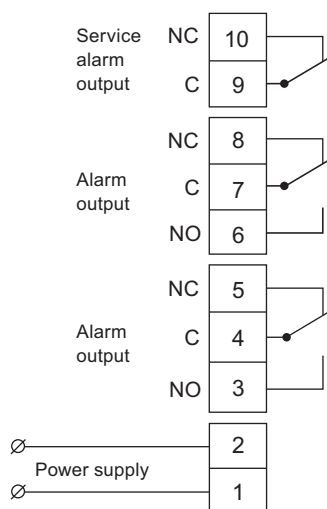 Service
alarm
output
NC 10
C 9
NC 8
Alarm
output
C 7
NO 6
NC 5
Alarm
output
C 4
NO 3
2
Power supply
1